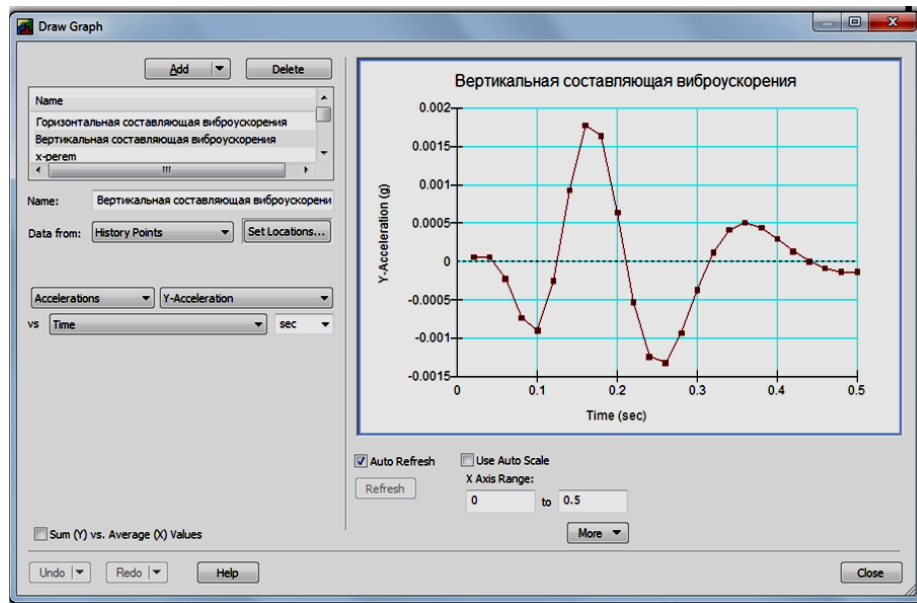 Draw Graph
Add
Delete
Name
Горизонтальная составляющая виброускорения
Вертикальная составляющая виброускорения
x-perem
Name:
Вертикальная составляющая виброускорени
Data from:
History Points
Set Locations...
Accelerations
Y-Acceleration
vs
Time
sec
Вертикальная составляющая виброускорения
Y-Acceleration (g)
0.002
0.0015
0.001
0.0005
0
-0.0005
-0.001
-0.0015
0 0.1 0.2 0.3 0.4 0.5
Time (sec)
Auto Refresh
Use Auto Scale
Refresh
X Axis Range:
0 to 0.5
More
Sum (Y) vs. Average (X) Values
Undo
Redo
Help
Close